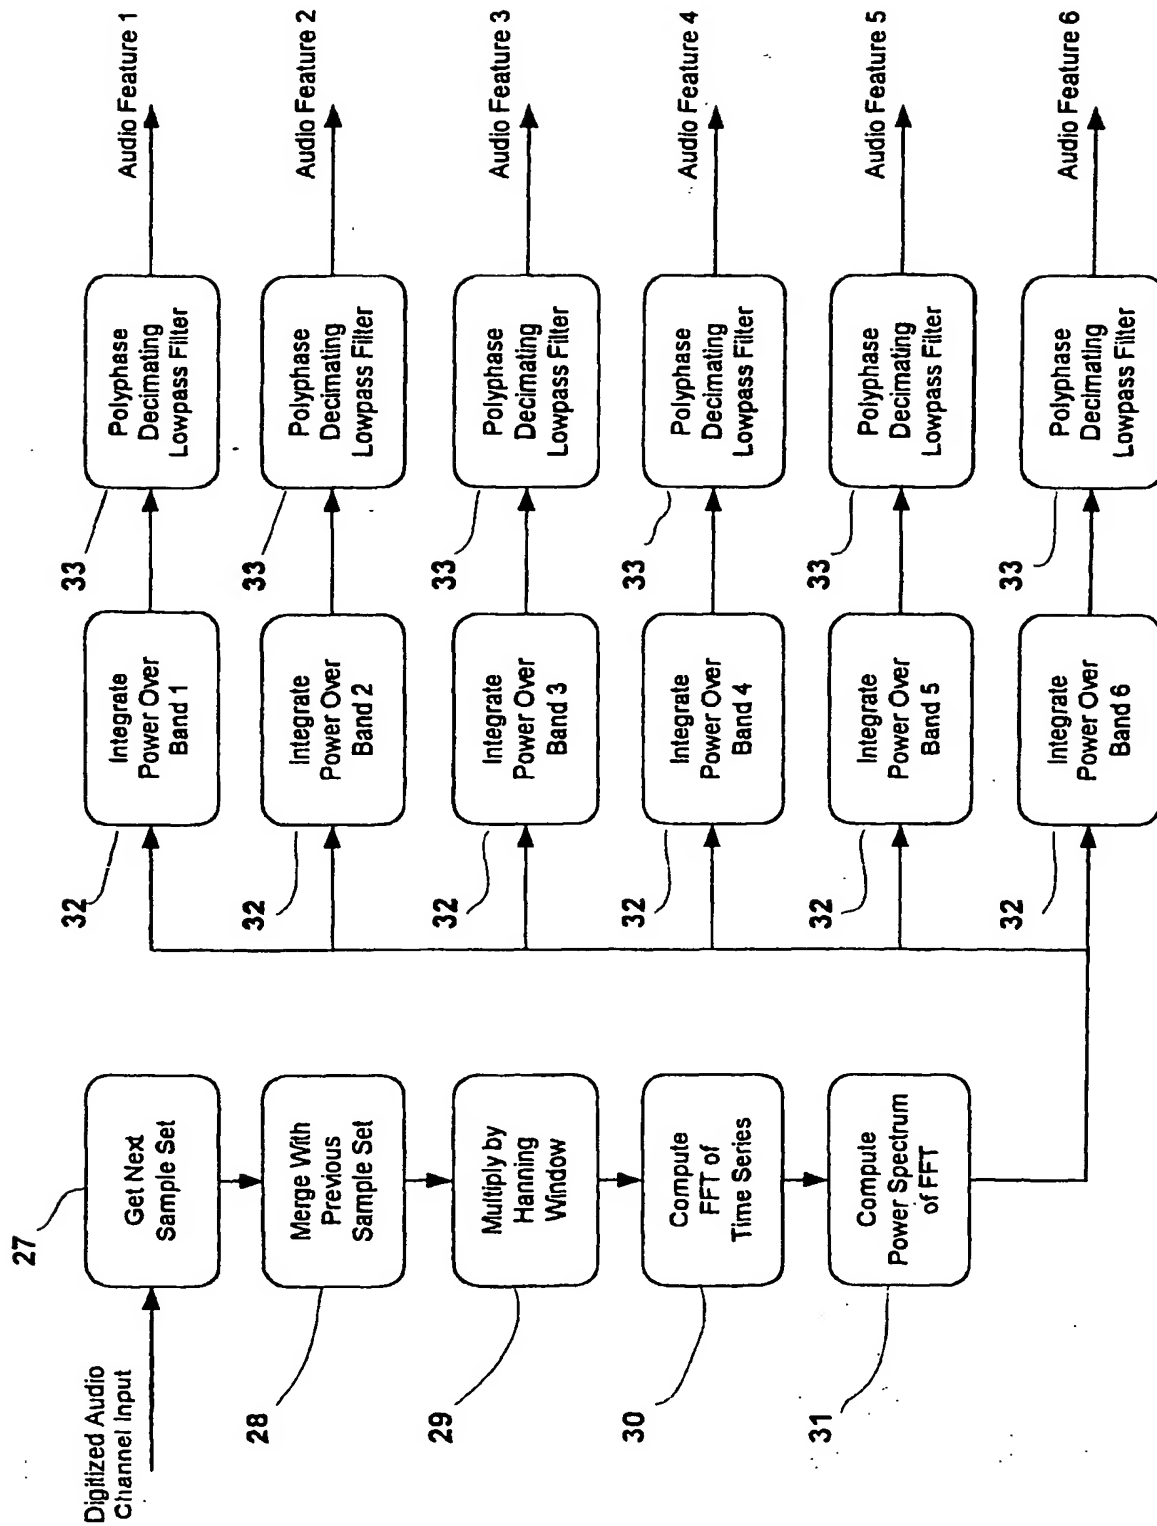 Digitized Audio
Channel Input
27
Get Next
Sample Set
28
Merge With
Previous
Sample Set
29
Multiply by
Hanning
Window
30
Compute
FFT of
Time Series
31
Compute
Power Spectrum
of FFT
32
Integrate
Power Over
Band 1
33
Polyphase
Decimating
Lowpass Filter
Audio Feature 1
32
Integrate
Power Over
Band 2
33
Polyphase
Decimating
Lowpass Filter
Audio Feature 2
32
Integrate
Power Over
Band 3
33
Polyphase
Decimating
Lowpass Filter
Audio Feature 3
32
Integrate
Power Over
Band 4
33
Polyphase
Decimating
Lowpass Filter
Audio Feature 4
32
Integrate
Power Over
Band 5
33
Polyphase
Decimating
Lowpass Filter
Audio Feature 5
32
Integrate
Power Over
Band 6
33
Polyphase
Decimating
Lowpass Filter
Audio Feature 6